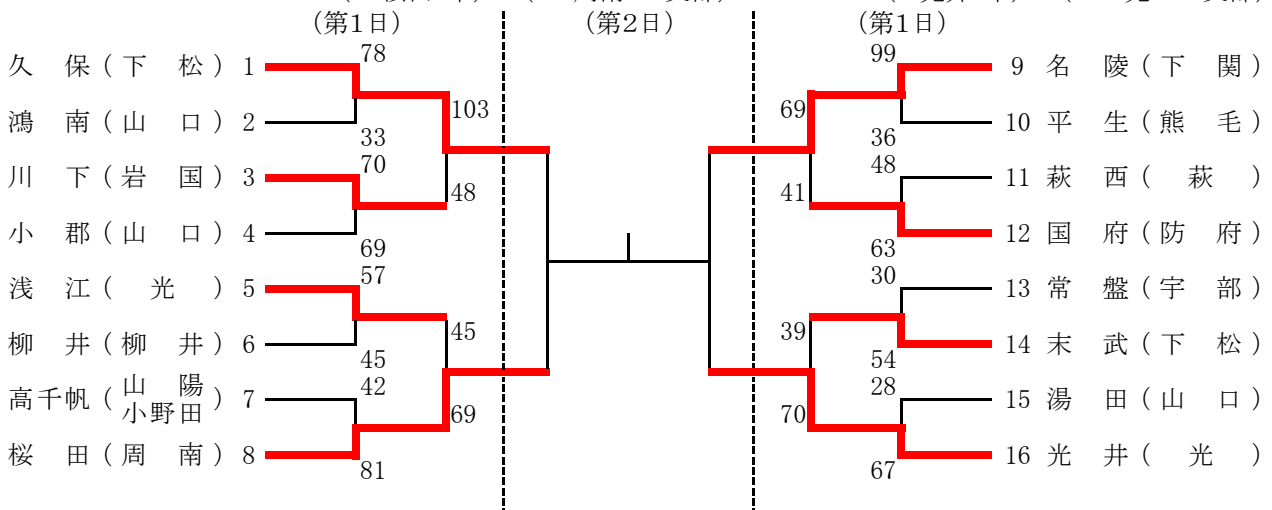 (第1日)
(第2日)
(第1日)
久 保 ( 下 松 ) 1
78
99
9 名 陵 ( 下 関 )
103
69
鴻 南 ( 山 口 ) 2
33
36
10 平 生 ( 熊 毛 )
川 下 ( 岩 国 ) 3
70
48
11 萩 西 ( 萩 )
48
41
小 郡 ( 山 口 ) 4
69
63
12 国 府 ( 防 府 )
浅 江 ( 光 ) 5
57
30
13 常 盤 ( 宇 部 )
45
39
柳 井 ( 柳 井 ) 6
45
54
14 末 武 ( 下 松 )
高千帆 ( 山 陽 小野田 ) 7
42
28
15 湯 田 ( 山 口 )
69
70
桜 田 ( 周 南 ) 8
81
67
16 光 井 ( 光 )